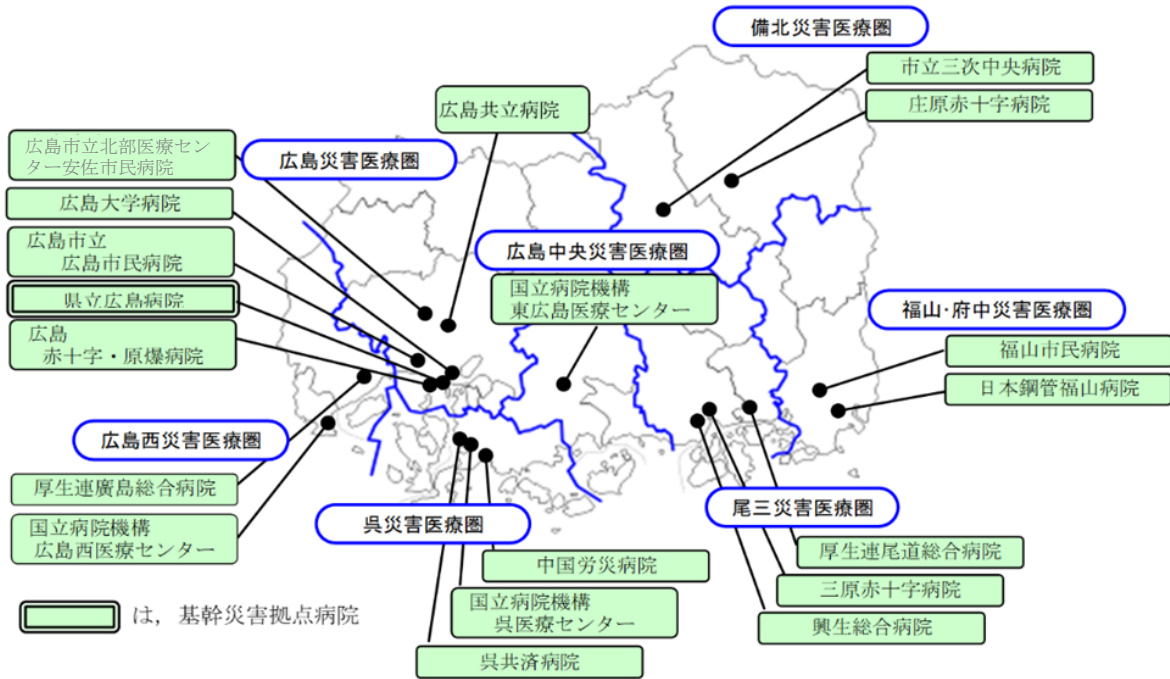 備北災害医療圏
市立三次中央病院
庄原赤十字病院
広島共立病院
広島市立北部医療セン
ター安佐市民病院
広島災害医療圏
広島大学病院
広島市立
広島市民病院
県立広島病院
広島
赤十字・原爆病院
広島中央災害医療圏
国立病院機構
東広島医療センター
福山・府中災害医療圏
福山市民病院
日本鋼管福山病院
広島西災害医療圏
厚生連廣島総合病院
国立病院機構
広島西医療センター
呉災害医療圏
中国労災病院
国立病院機構
呉医療センター
呉共済病院
尾三災害医療圏
厚生連尾道総合病院
三原赤十字病院
興生総合病院
は，基幹災害拠点病院